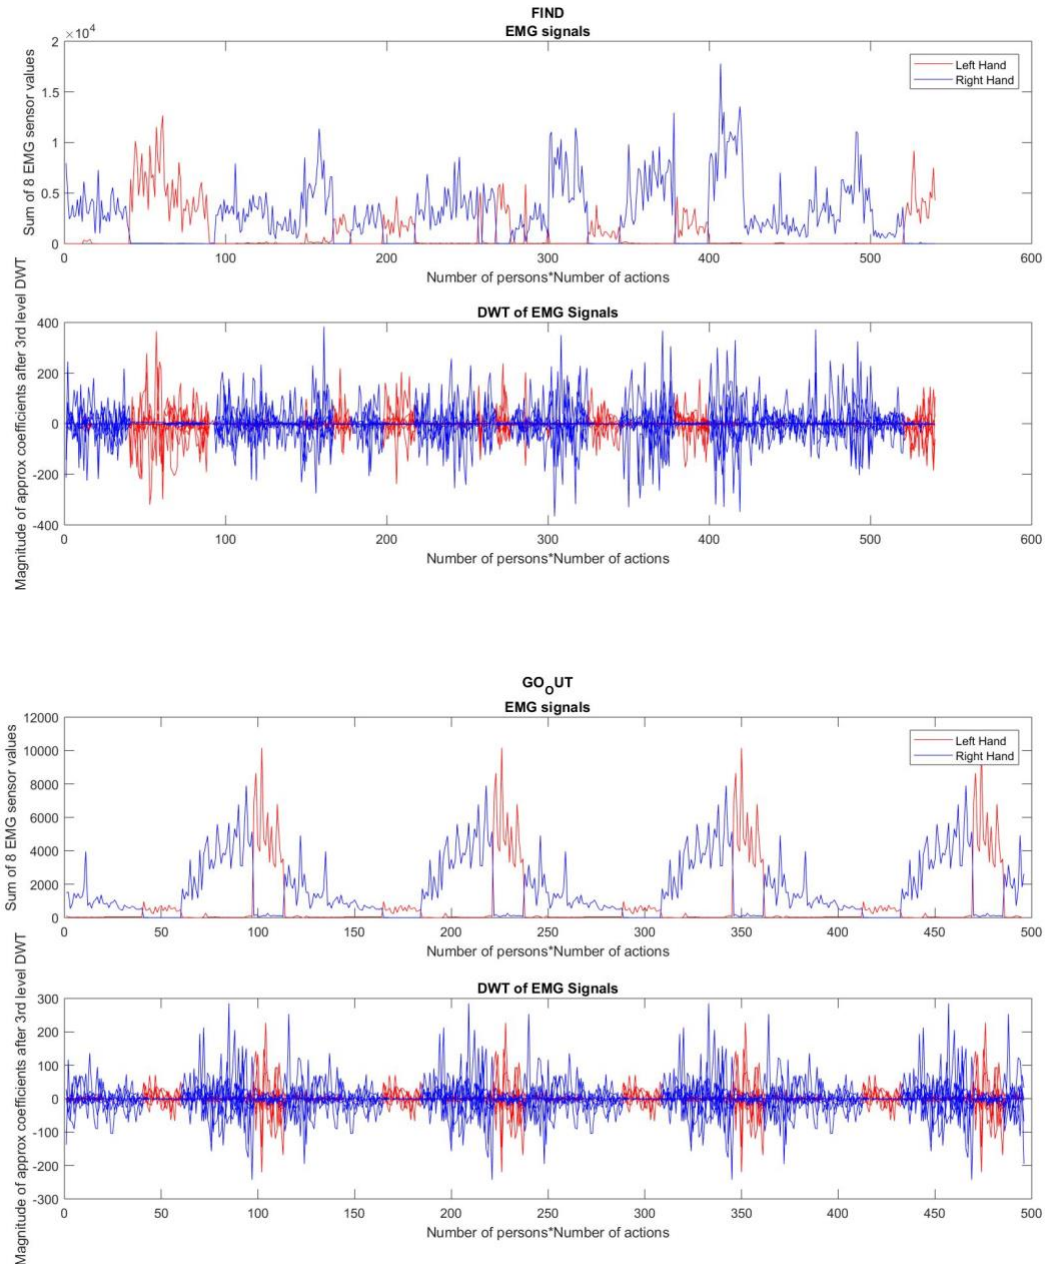 FIND
EMG signals
×10^4
Sum of 8 EMG sensor values
2
1.5
1
0.5
0
0 100 200 300 400 500 600
Number of persons*Number of actions
Left Hand
Right Hand
DWT of EMG Signals
Magnitude of approx coefficients after 3rd level DWT
400
200
0
-200
-400
0 100 200 300 400 500 600
Number of persons*Number of actions
GO_OUT
EMG signals
Sum of 8 EMG sensor values
12000
10000
8000
6000
4000
2000
0
0 50 100 150 200 250 300 350 400 450 500
Number of persons*Number of actions
Left Hand
Right Hand
DWT of EMG Signals
Magnitude of approx coefficients after 3rd level DWT
300
200
100
0
-100
-200
-300
0 50 100 150 200 250 300 350 400 450 500
Number of persons*Number of actions